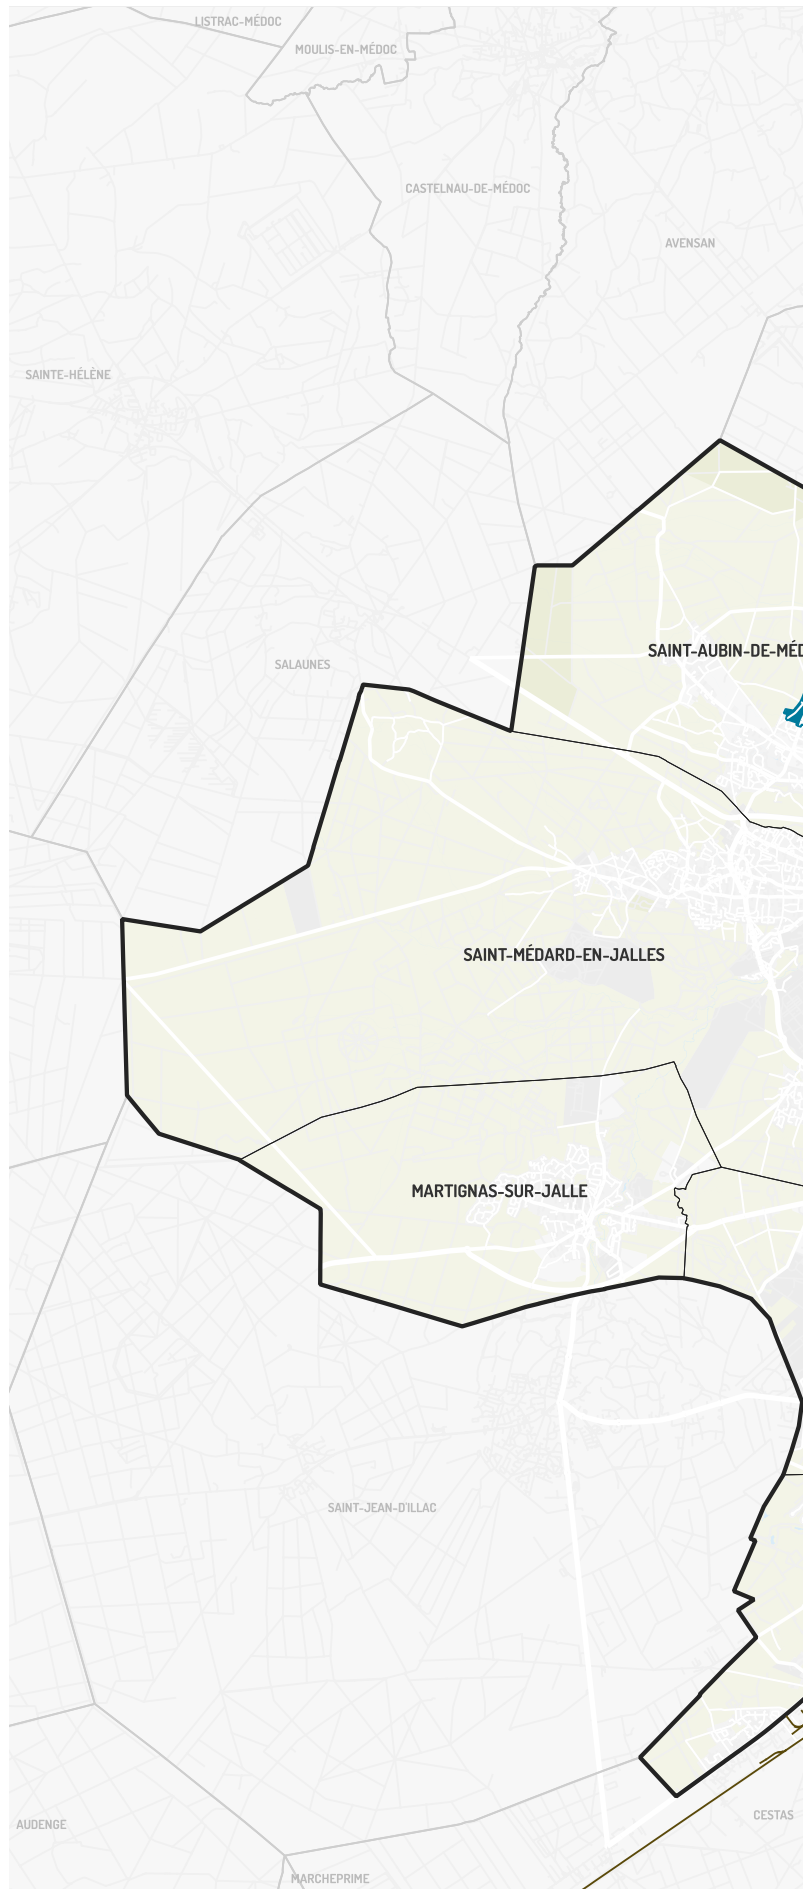 LISTRAC-MÉDOC
MOULIS-EN-MÉDOC
CASTELNAU-DE-MÉDOC
AVENSAN
SAINTE-HÉLÈNE
SAINT-AUBIN-DE-MÉD
SALAUNES
SAINT-MÉDARD-EN-JALLES
MARTIGNAS-SUR-JALLE
SAINT-JEAN-D'ILLAC
CESTAS
AUDENGE
MARCHEPRIME